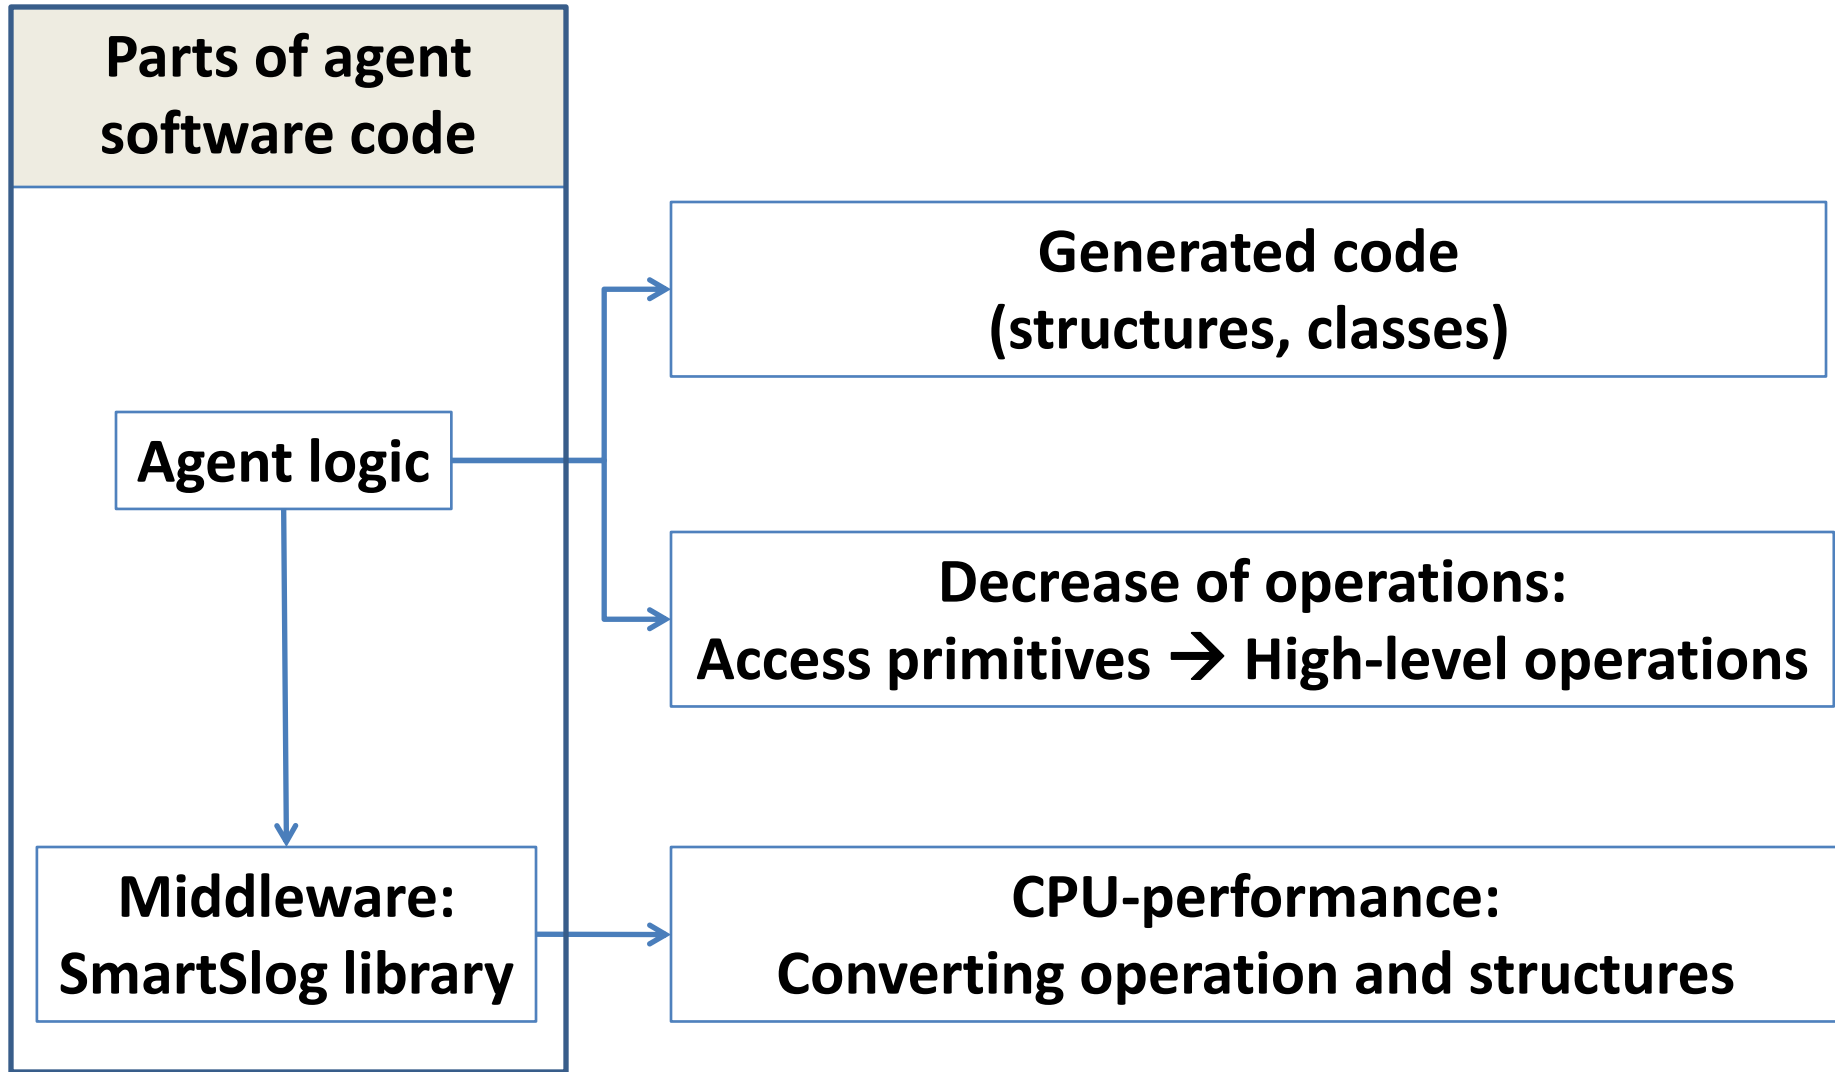 Parts of agent
software code
Generated code
(structures, classes)
Agent logic
Decrease of operations:
Access primitives → High-level operations
Middleware:
SmartSlog library
CPU-performance:
Converting operation and structures